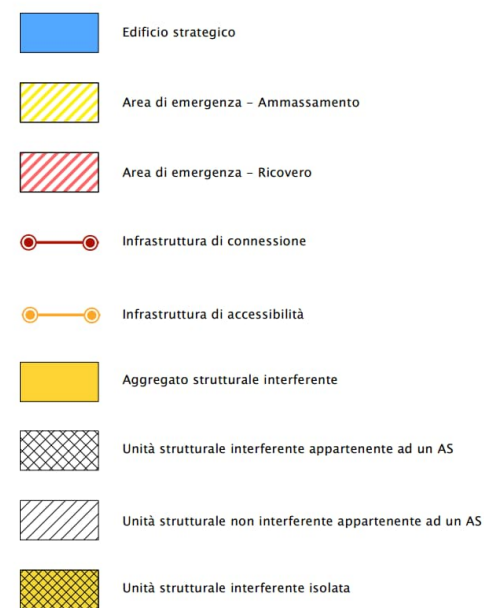 Edificio strategico
Area di emergenza – Ammassamento
Area di emergenza – Ricovero
Infrastruttura di connessione
Infrastruttura di accessibilità
Aggregato strutturale interferente
Unità strutturale interferente appartenente ad un AS
Unità strutturale non interferente appartenente ad un AS
Unità strutturale interferente isolata